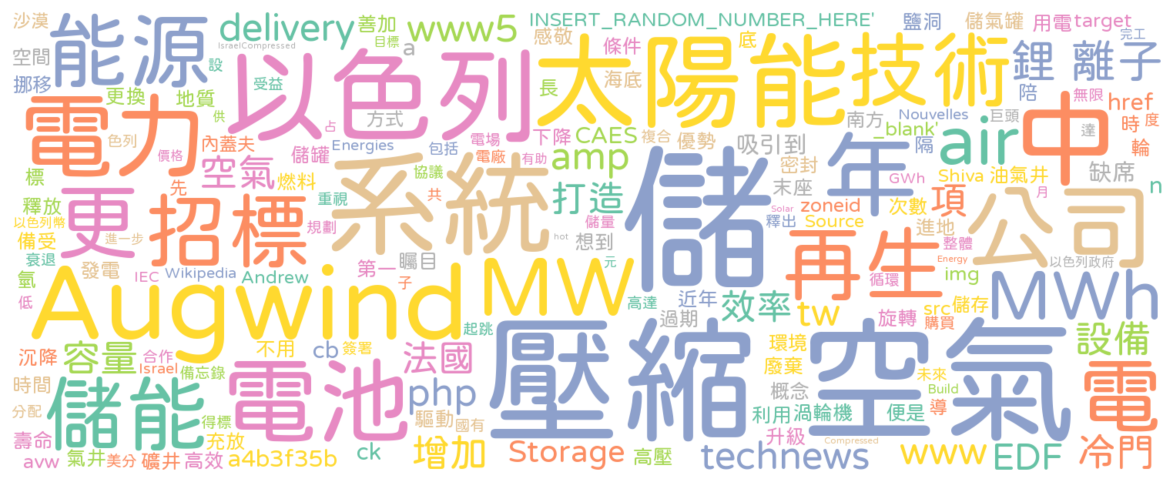 沙漠 能源 delivery 善加 www5 INSERT_RANDOM_NUMBER_HERE' 鹽洞 儲氣罐 用電 target
目標 IsraelCompressed a 感敬 條件 底 完工
空間 以色列 太陽能 技術 鋰 離子
挪移 更換 地質 設 受益 方式 長 海底 陪 無限 href
電力 供 占 電場 下降 CAES 複合 優勢 南方 Nouvelles 巨頭 達 時 度
色列 內蓋夫 Energies 包括 _blank' 隔 air 中 輪
標 價格 空氣 儲罐 協議 電廠 有助 amp 吸引到 密封 GWh Shiva 油氣井 缺席
釋放 先 燃料 重視 共 打造 儲 末座 年 項 月 n
更 招標 規劃 系統 儲量 Solar zoneid 次數 進地 公司
以色列幣 備受 進一步 hot 想到 釋出 Source 整體
衰退 發電 矚目 第一 元 再生 Energy 以色列政府
氫 IEC Wikipedia Andrew 子 高達 近年 效率 循環 img MWh
低 Augwind MW 過期 tw 旋轉 src 儲存 購買
起跳 壓縮 空氣 設備
沉降 容量 合作 Israel 不用 cb 簽署 法國 環境 廢棄 未來
時間 備忘錄 儲能 電池 php 概念 Build 電
分配 得標 驅動 國有 利用 渦輪機 便是 導
壽命 充放 增加 升級 Compressed 冷門
avw 氣井 美分 礦井 高效 a4b3f35b ck Storage 高壓 technews www EDF